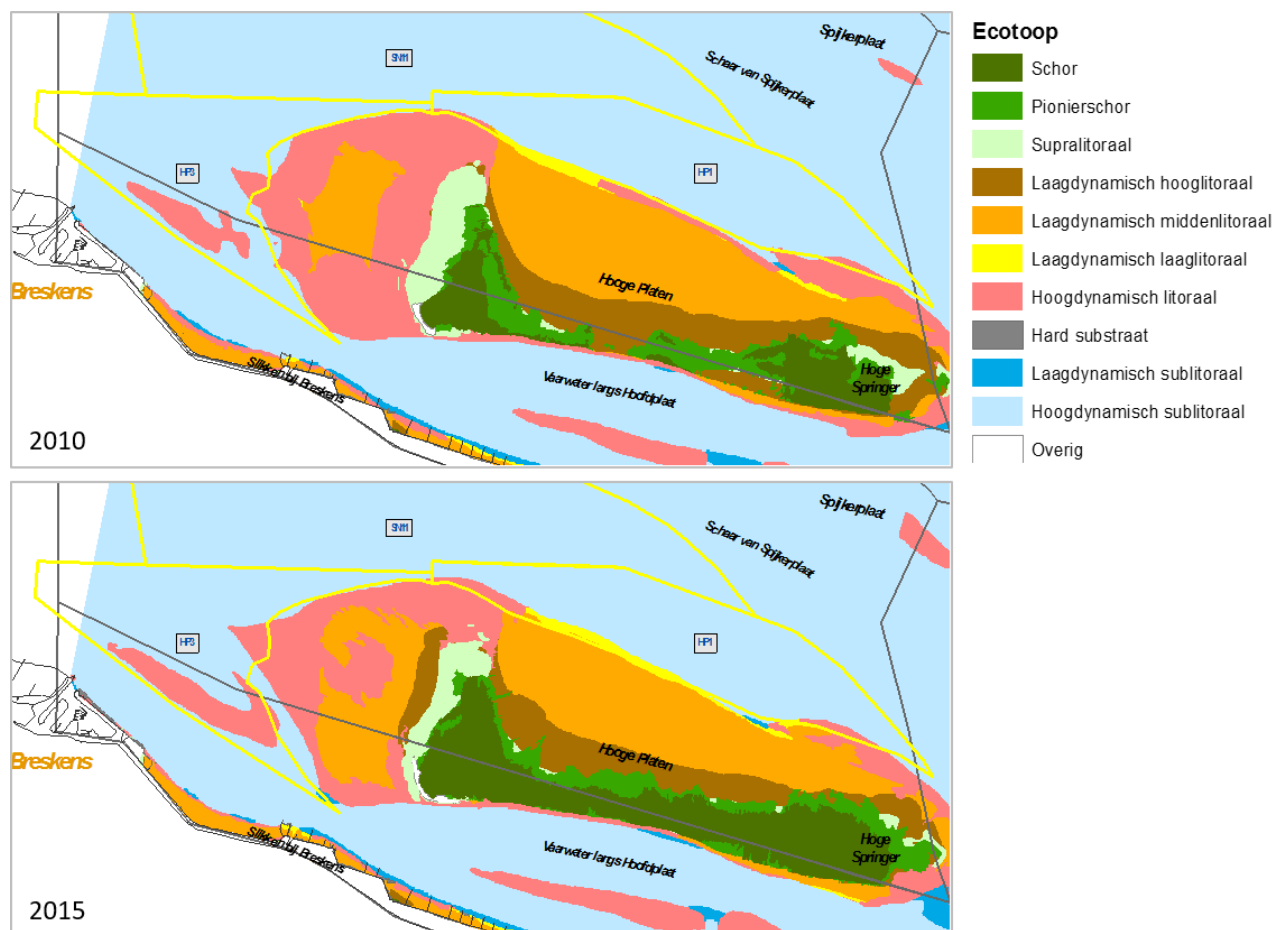 Spijkerplaat
SN11
Schaar van Spijkerplaat
HP3
HP1
Hooge Platen
Breskens
Slikken bij Breskens
Vaarwater langs Hoofdplaat
Hoge
Springer
2010
Ecotoop
Schor
Pionierschor
Supralitoraal
Laagdynamisch hooglitoraal
Laagdynamisch middenlitoraal
Laagdynamisch laaglitoraal
Hoogdynamisch litoraal
Hard substraat
Laagdynamisch sublitoraal
Hoogdynamisch sublitoraal
Overig
Spijkerplaat
SN11
Schaar van Spijkerplaat
HP3
HP1
Hooge Platen
Breskens
Slikken bij Breskens
Vaarwater langs Hoofdplaat
Hoge
Springer
2015